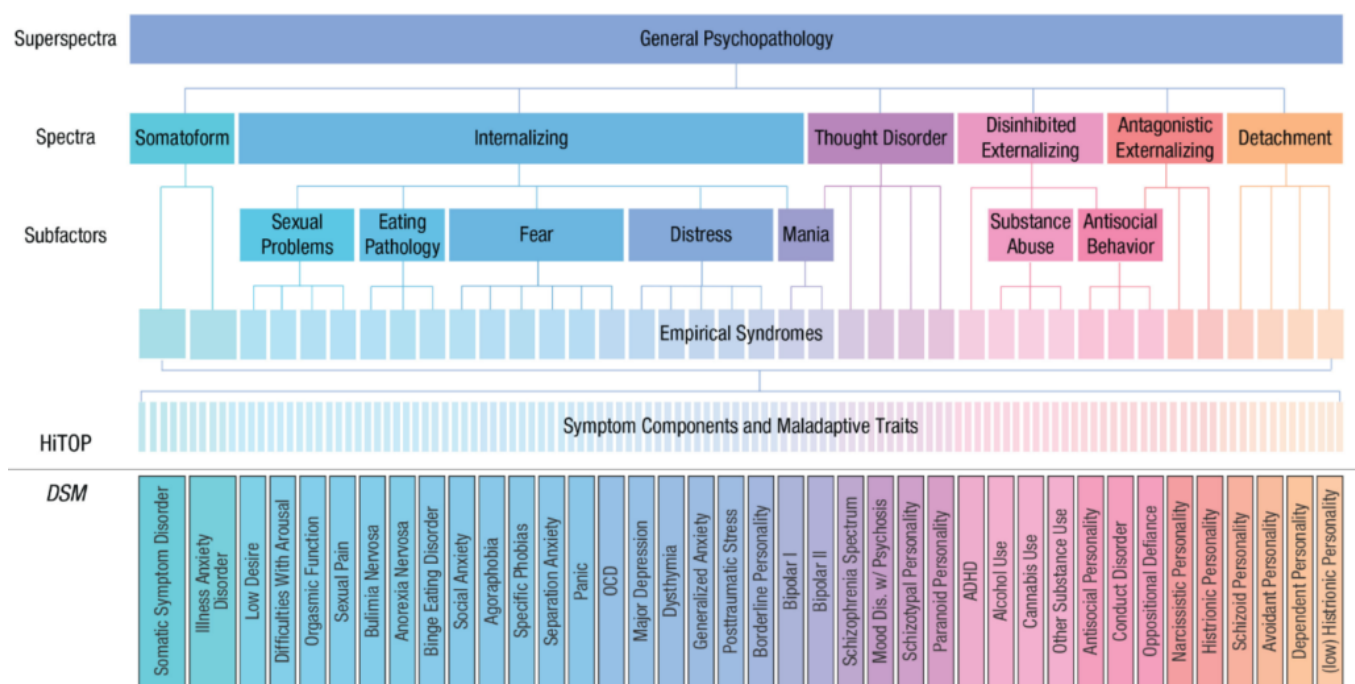 Superspectra
General Psychopathology
Spectra
Somatoform
Internalizing
Thought Disorder
Disinhibited
Externalizing
Antagonistic
Externalizing
Detachment
Subfactors
Sexual
Problems
Eating
Pathology
Fear
Distress
Mania
Substance
Abuse
Antisocial
Behavior
Empirical Syndromes
Symptom Components and Maladaptive Traits
HiTOP
DSM
Somatic Symptom Disorder
Illness Anxiety
Disorder
Low Desire
Difficulties With Arousal
Orgasmic Function
Sexual Pain
Bulimia Nervosa
Anorexia Nervosa
Binge Eating Disorder
Social Anxiety
Agoraphobia
Specific Phobias
Separation Anxiety
Panic
OCD
Major Depression
Dysthymia
Generalized Anxiety
Posttraumatic Stress
Borderline Personality
Bipolar I
Bipolar II
Schizophrenia Spectrum
Mood Dis. w/ Psychosis
Schizotypal Personality
Paranoid Personality
ADHD
Alcohol Use
Cannabis Use
Other Substance Use
Antisocial Personality
Conduct Disorder
Oppositional Defiance
Narcissistic Personality
Histrionic Personality
Schizoid Personality
Avoidant Personality
Dependent Personality
(low) Histrionic Personality